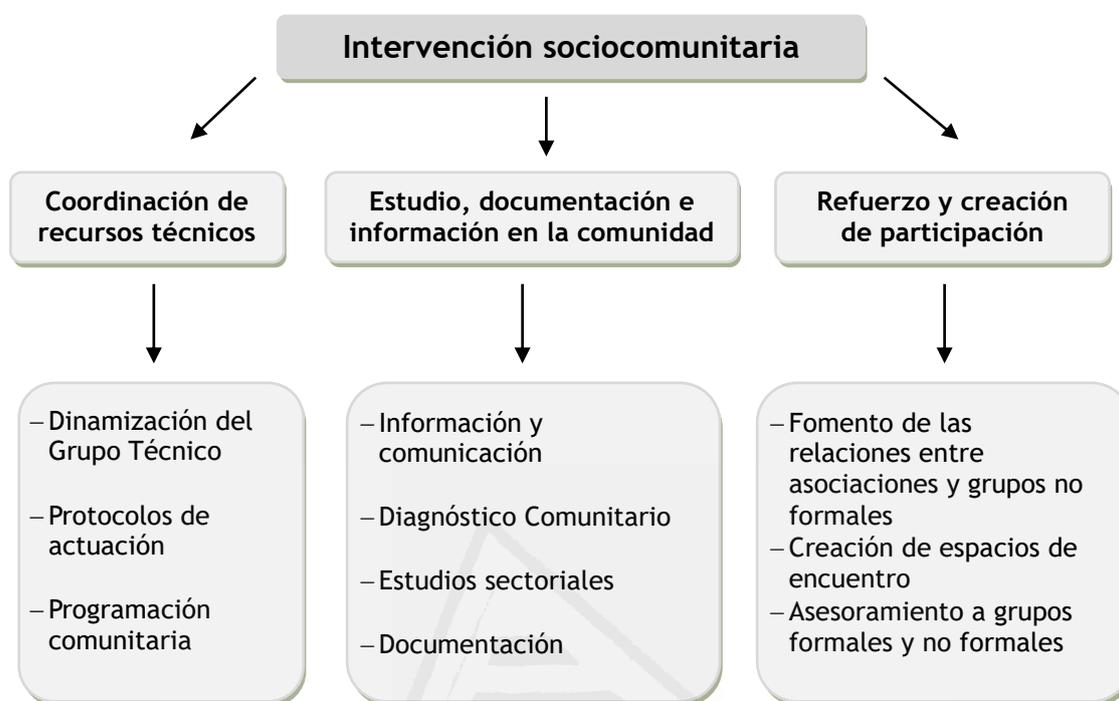 Intervención sociocomunitaria
Coordinación de
recursos técnicos
Estudio, documentación e
información en la comunidad
Refuerzo y creación
de participación
– Dinamización del
Grupo Técnico
– Protocolos de
actuación
– Programación
comunitaria
– Información y
comunicación
– Diagnóstico Comunitario
– Estudios sectoriales
– Documentación
– Fomento de las
relaciones entre
asociaciones y grupos no
formales
– Creación de espacios de
encuentro
– Asesoramiento a grupos
formales y no formales